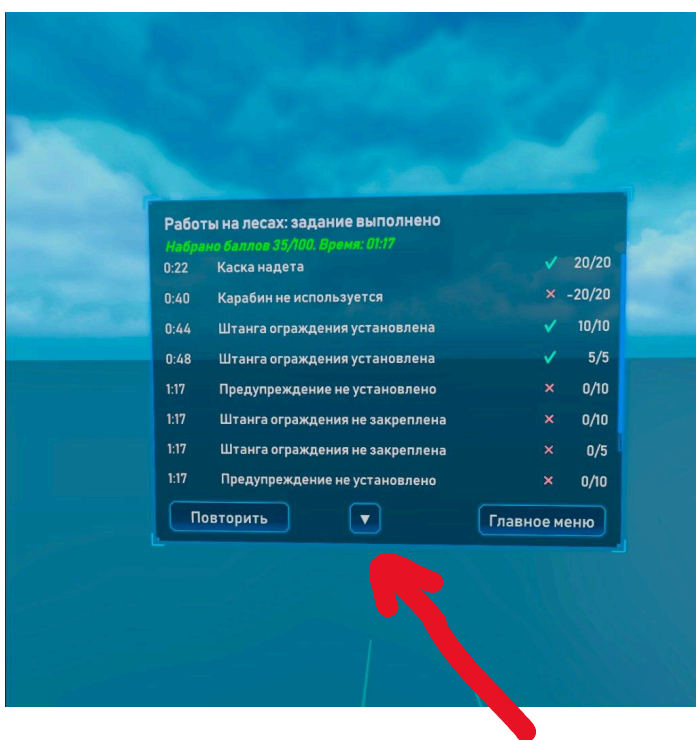 Работы на лесах: задание выполнено
Набрано баллов 35/100. Время: 01:17
0:22 Каска надета ✓ 20/20
0:40 Карабин не используется × -20/20
0:44 Штанга ограждения установлена ✓ 10/10
0:48 Штанга ограждения установлена ✓ 5/5
1:17 Предупреждение не установлено × 0/10
1:17 Штанга ограждения не закреплена × 0/10
1:17 Штанга ограждения не закреплена × 0/5
1:17 Предупреждение не установлено × 0/10
Повторить ▼ Главное меню